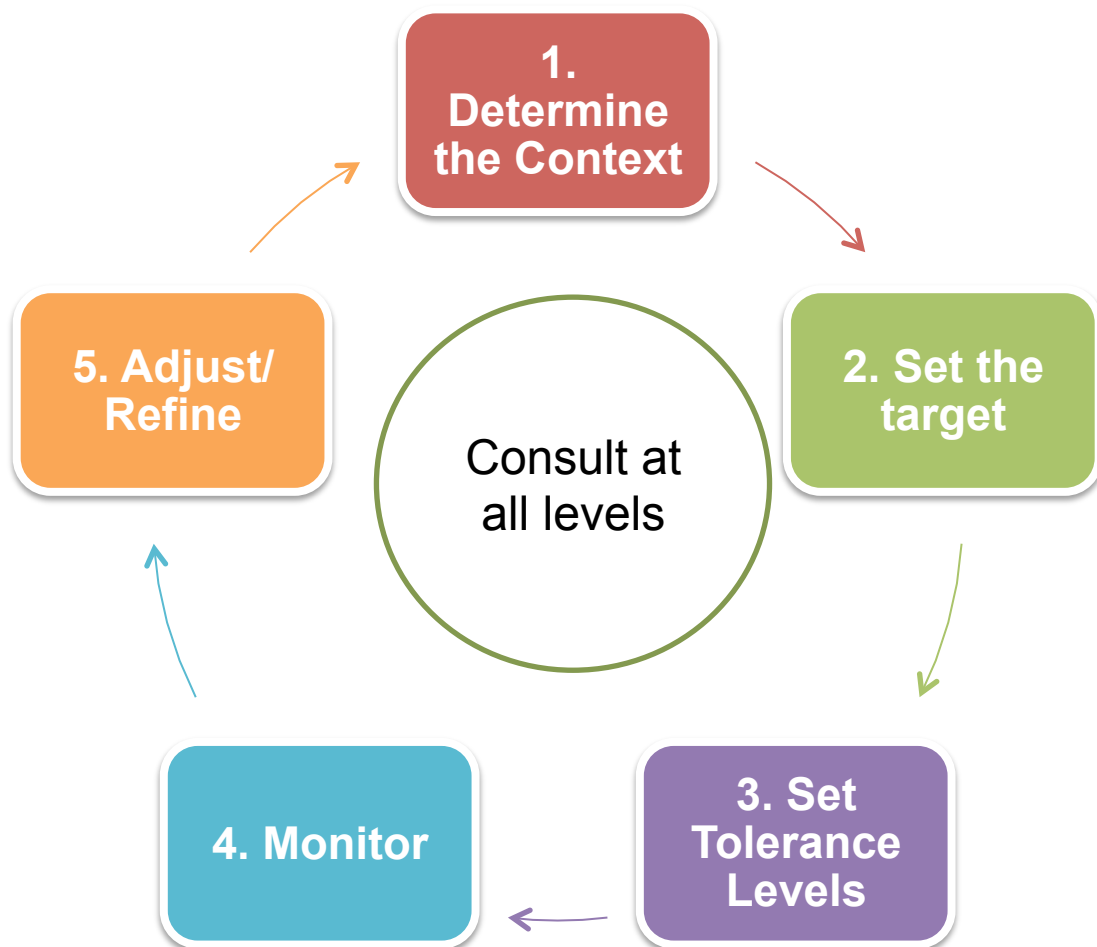 1.
Determine
the Context
2. Set the
target
3. Set
Tolerance
Levels
4. Monitor
5. Adjust/
Refine
Consult at
all levels